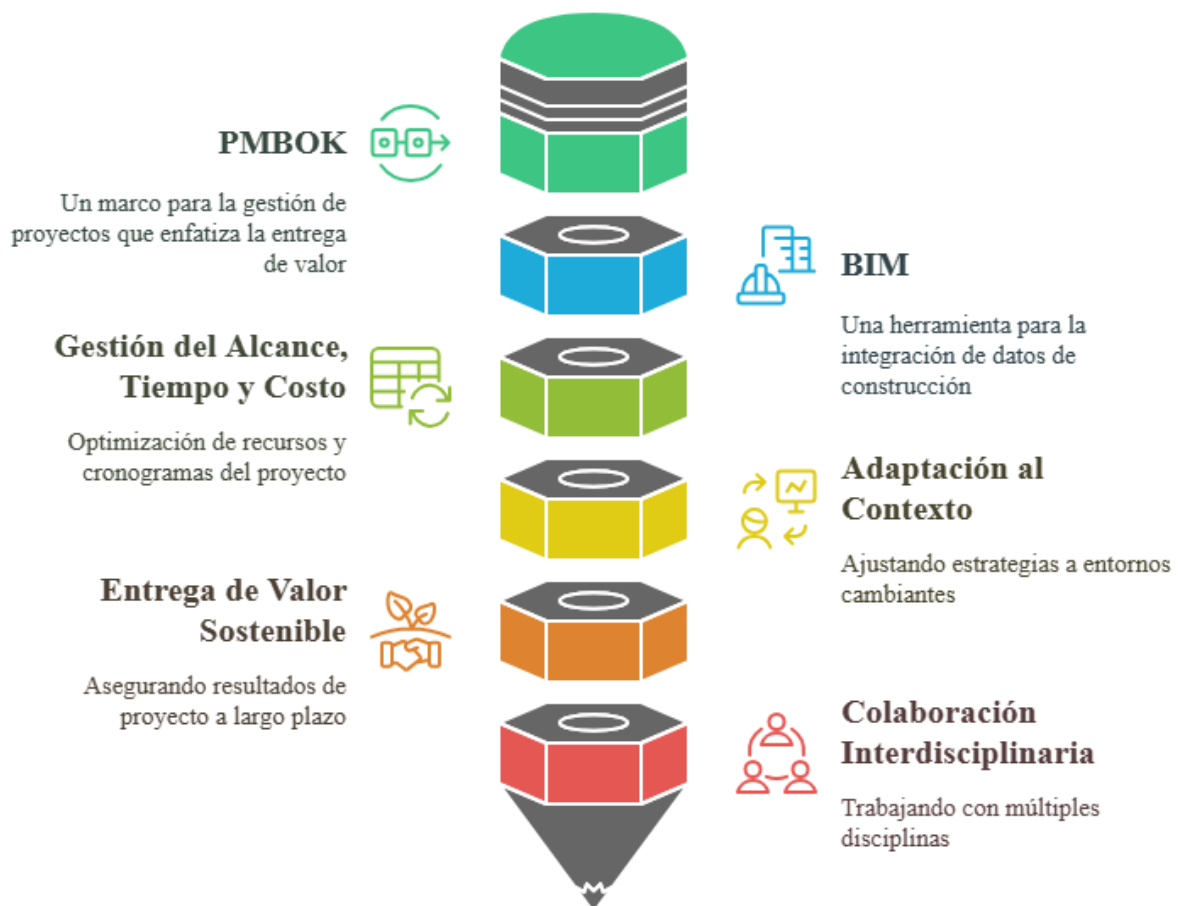 PMBOK
Un marco para la gestión de
proyectos que enfatiza la entrega
de valor
BIM
Una herramienta para la
integración de datos de
construcción
Gestión del Alcance,
Tiempo y Costo
Optimización de recursos y
cronogramas del proyecto
Adaptación al
Contexto
Ajustando estrategias a entornos
cambiantes
Entrega de Valor
Sostenible
Asegurando resultados de
proyecto a largo plazo
Colaboración
Interdisciplinaria
Trabajando con múltiples
disciplinas